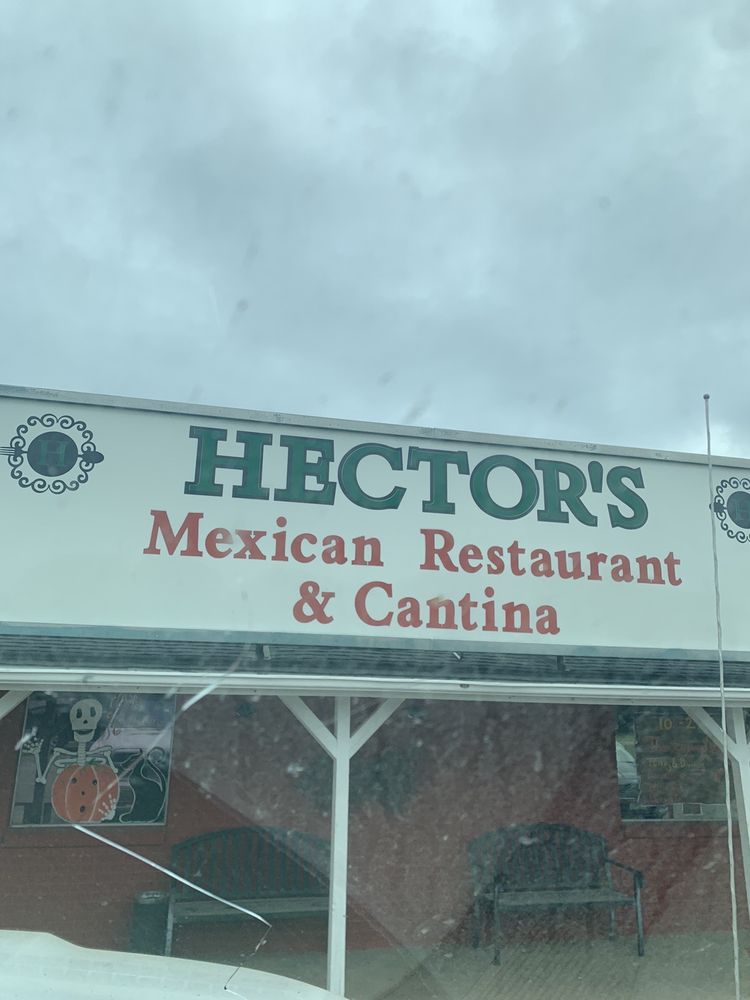 H
HECTOR'S
Mexican Restaurant
& Cantina